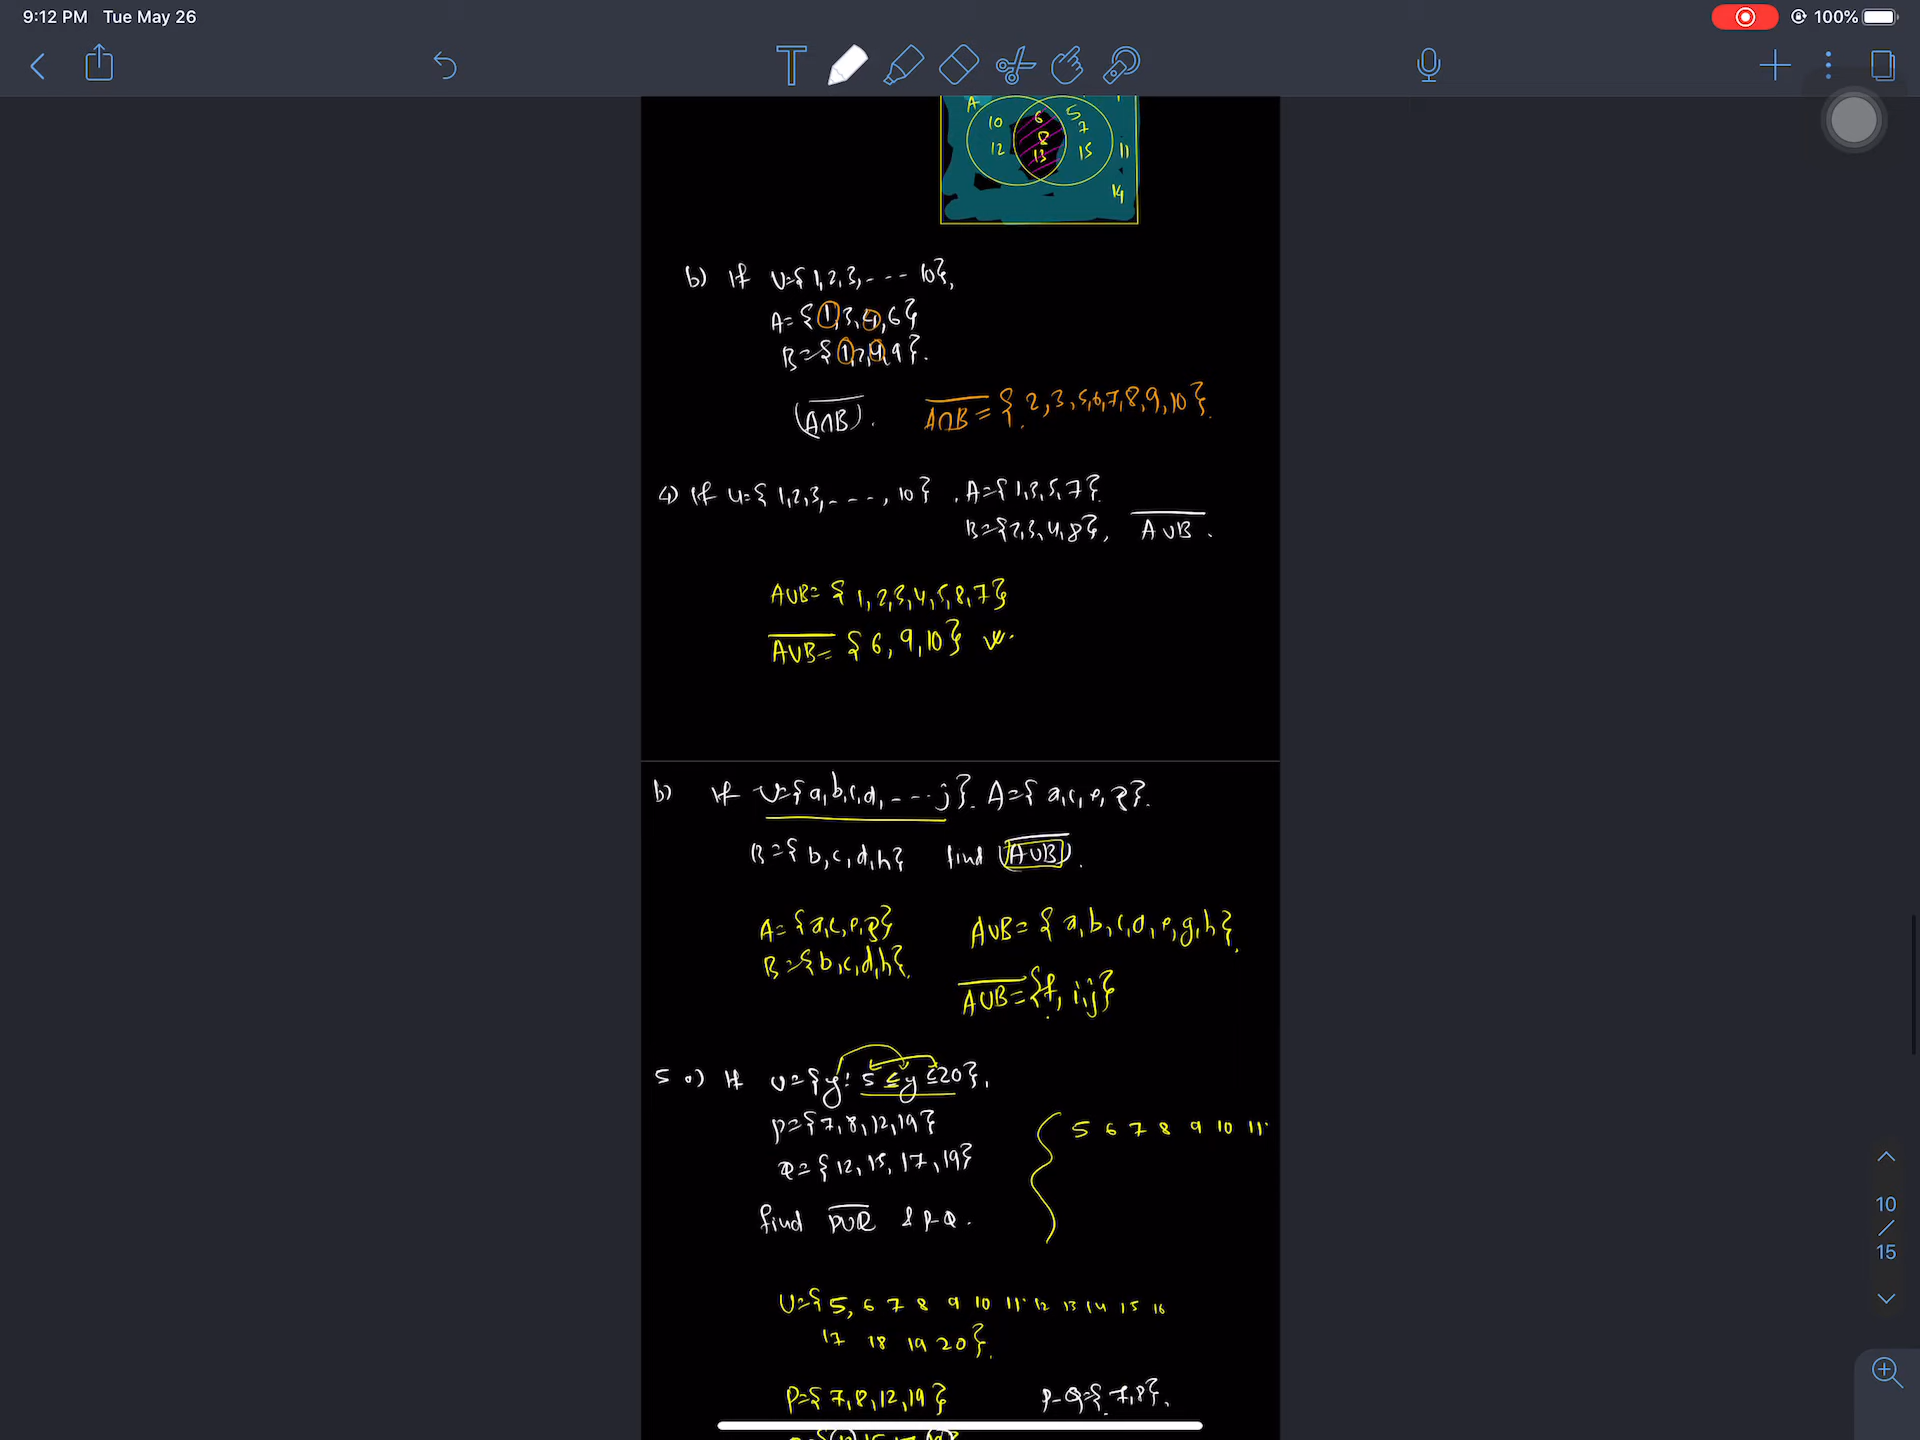 9:12 PM Tue May 26
100%
A
10 6 5
8 7
12 13 15 11
14
b) If U={1,2,3,---- 10},
A={1,3,4,6}
B={1,2,4,9}.
(A∩B). A∩B = {2,3,5,6,7,8,9,10}.
4) If U={1,2,3,----,10}. A={1,3,5,7}
B={2,3,4,8}, A∪B.
A∪B= {1,2,3,4,5,8,7}
A∪B= {6,9,10}
b) If U={a,b,c,d,----j}. A={a,c,e,g}.
B={b,c,d,h} find (A∪B).
A={a,c,e,g} A∪B={a,b,c,d,e,g,h}.
B={b,c,d,h}.
A∪B={f,i,j}
5 a) If U={y: 5≤y≤20},
P={7,8,12,19}
{ 5 6 7 8 9 10 11
Q={12,15,17,19}
find P∪Q & P-Q.
U={5, 6 7 8 9 10 11 12 13 14 15 16
17 18 19 20}.
P={7,8,12,19} P-Q={7,8}.
10
/
15